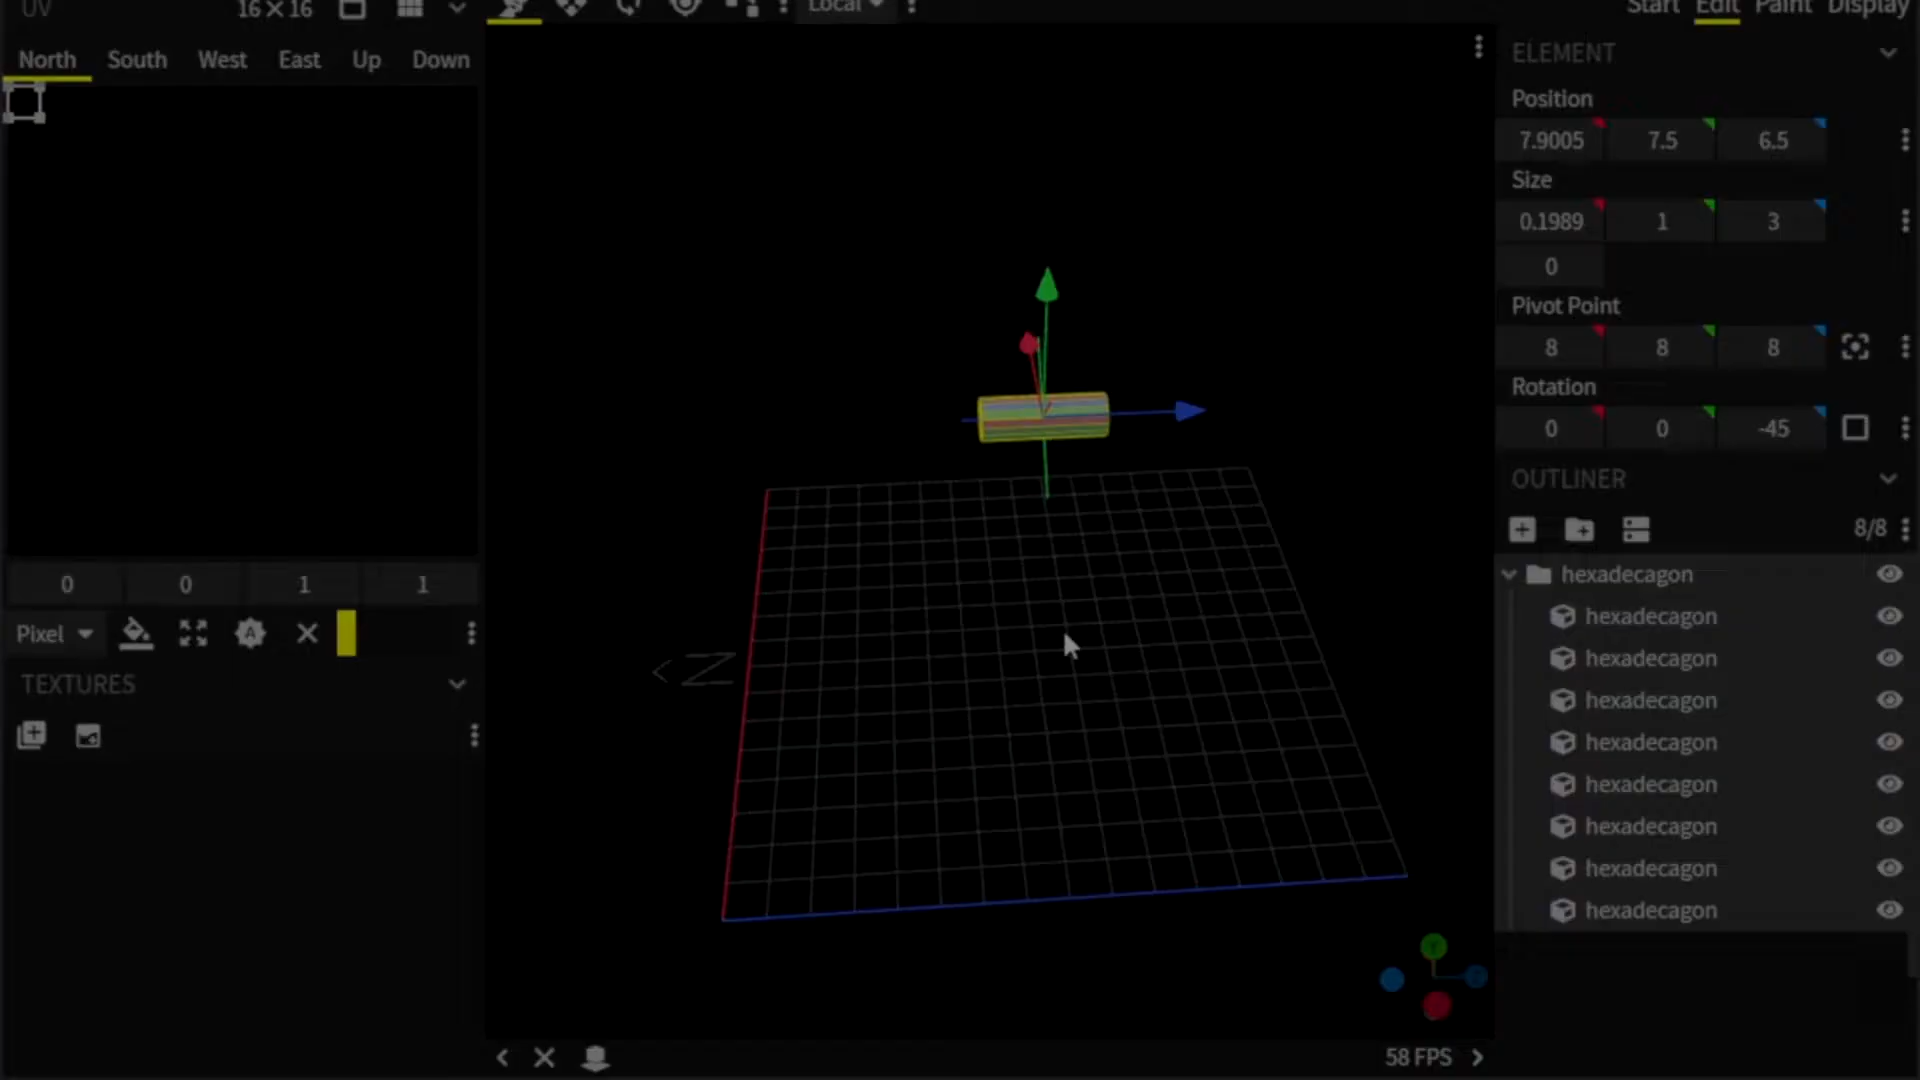 UV 16×16
Local
Start Edit Paint Display
North South West East Up Down
0 0 1 1
Pixel
TEXTURES
N
58 FPS
ELEMENT
Position
7.9005 7.5 6.5
Size
0.1989 1 3
0
Pivot Point
8 8 8
Rotation
0 0 -45
OUTLINER
8/8
hexadecagon
hexadecagon
hexadecagon
hexadecagon
hexadecagon
hexadecagon
hexadecagon
hexadecagon
hexadecagon
Y